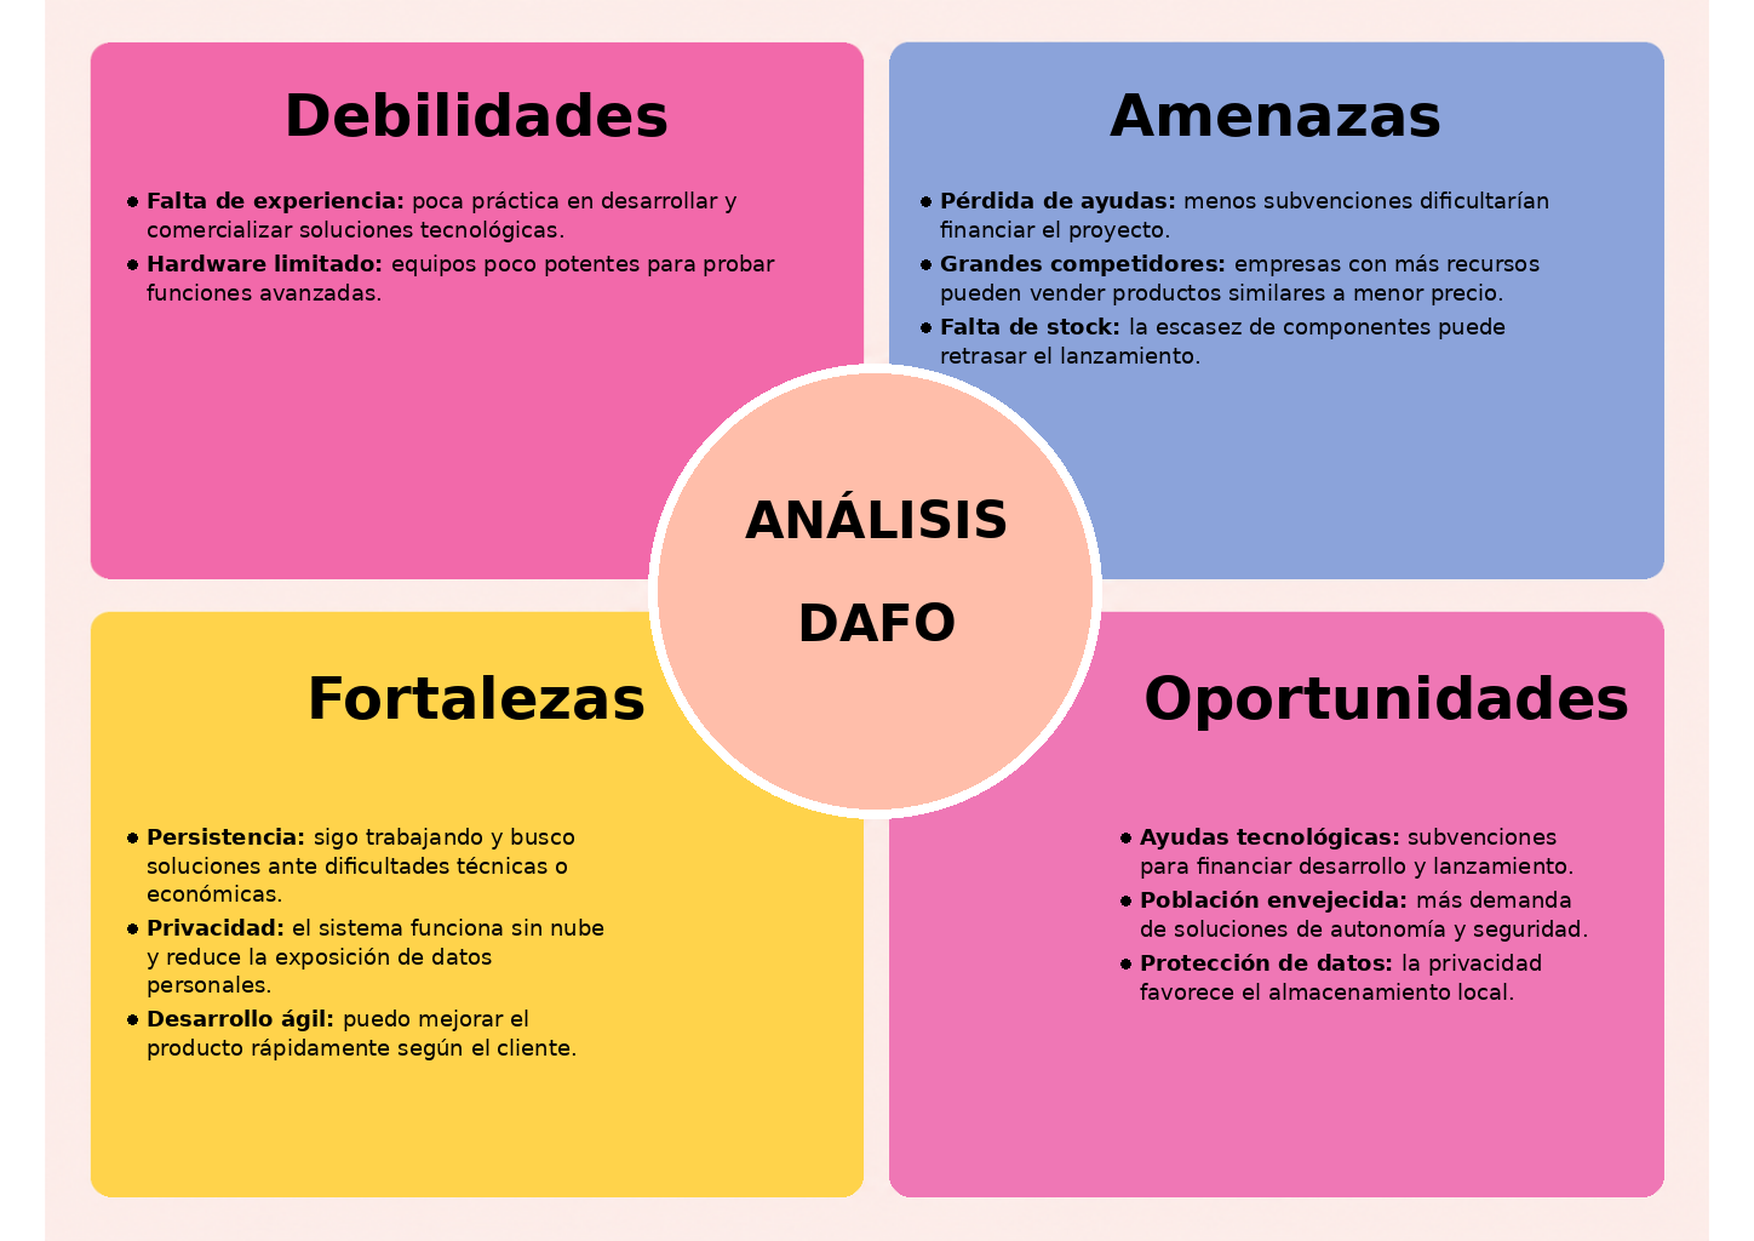 Debilidades
• Falta de experiencia: poca práctica en desarrollar y
comercializar soluciones tecnológicas.
• Hardware limitado: equipos poco potentes para probar
funciones avanzadas.
Amenazas
• Pérdida de ayudas: menos subvenciones dificultarían
financiar el proyecto.
• Grandes competidores: empresas con más recursos
pueden vender productos similares a menor precio.
• Falta de stock: la escasez de componentes puede
retrasar el lanzamiento.
ANÁLISIS
DAFO
Fortalezas
• Persistencia: sigo trabajando y busco
soluciones ante dificultades técnicas o
económicas.
• Privacidad: el sistema funciona sin nube
y reduce la exposición de datos
personales.
• Desarrollo ágil: puedo mejorar el
producto rápidamente según el cliente.
Oportunidades
• Ayudas tecnológicas: subvenciones
para financiar desarrollo y lanzamiento.
• Población envejecida: más demanda
de soluciones de autonomía y seguridad.
• Protección de datos: la privacidad
favorece el almacenamiento local.